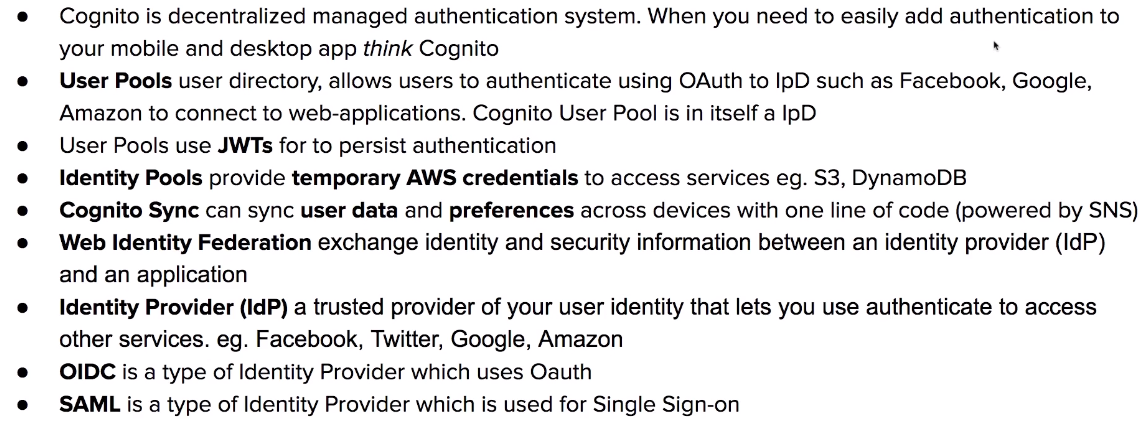 ● Cognito is decentralized managed authentication system. When you need to easily add authentication to
your mobile and desktop app think Cognito
● User Pools user directory, allows users to authenticate using OAuth to IpD such as Facebook, Google,
Amazon to connect to web-applications. Cognito User Pool is in itself a IpD
● User Pools use JWTs for to persist authentication
● Identity Pools provide temporary AWS credentials to access services eg. S3, DynamoDB
● Cognito Sync can sync user data and preferences across devices with one line of code (powered by SNS)
● Web Identity Federation exchange identity and security information between an identity provider (IdP)
and an application
● Identity Provider (IdP) a trusted provider of your user identity that lets you use authenticate to access
other services. eg. Facebook, Twitter, Google, Amazon
● OIDC is a type of Identity Provider which uses Oauth
● SAML is a type of Identity Provider which is used for Single Sign-on